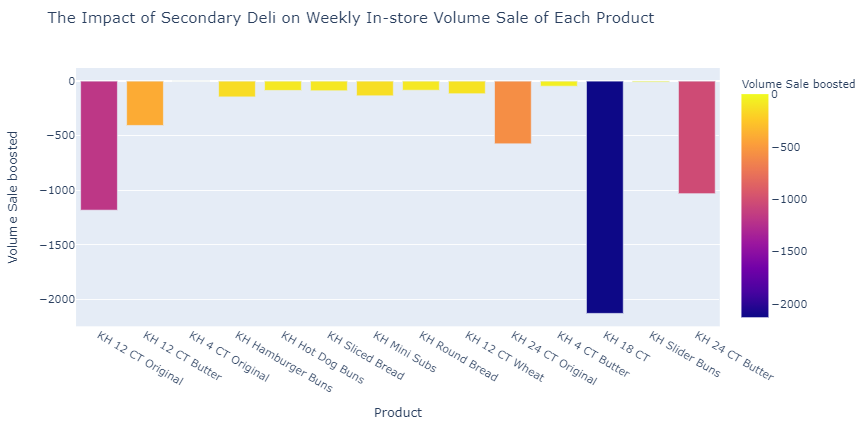 The Impact of Secondary Deli on Weekly In-store Volume Sale of Each Product
Volume Sale boosted
0
−500
−1000
−1500
−2000
Volume Sale boosted
0
−500
−1000
−1500
−2000
KH 12 CT Original
KH 12 CT Butter
KH 4 CT Original
KH Hamburger Buns
KH Hot Dog Buns
KH Sliced Bread
KH Mini Subs
KH Round Bread
KH 12 CT Wheat
KH 24 CT Original
KH 4 CT Butter
KH 18 CT
KH Slider Buns
KH 24 CT Butter
Product